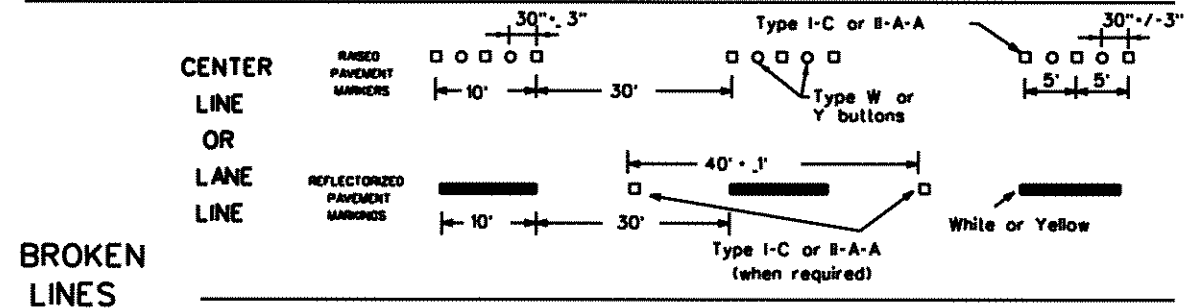 BROKEN
LINES
CENTER
LINE
OR
LANE
LINE
RAISED
PAVEMENT
MARKERS
30"+_ 3"
10'
30'
Type I-C or II-A-A
Type W or
Y buttons
30"+/-3"
5'
5'
REFLECTORIZED
PAVEMENT
MARKINGS
40' + _1'
10'
30'
Type I-C or II-A-A
(when required)
White or Yellow